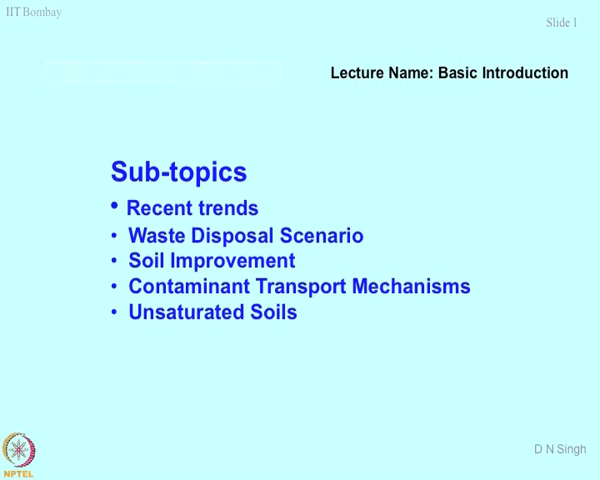 IIT Bombay
Slide 1
Lecture Name: Basic Introduction
Sub-topics
• Recent trends
• Waste Disposal Scenario
• Soil Improvement
• Contaminant Transport Mechanisms
• Unsaturated Soils
D N Singh
NPTEL